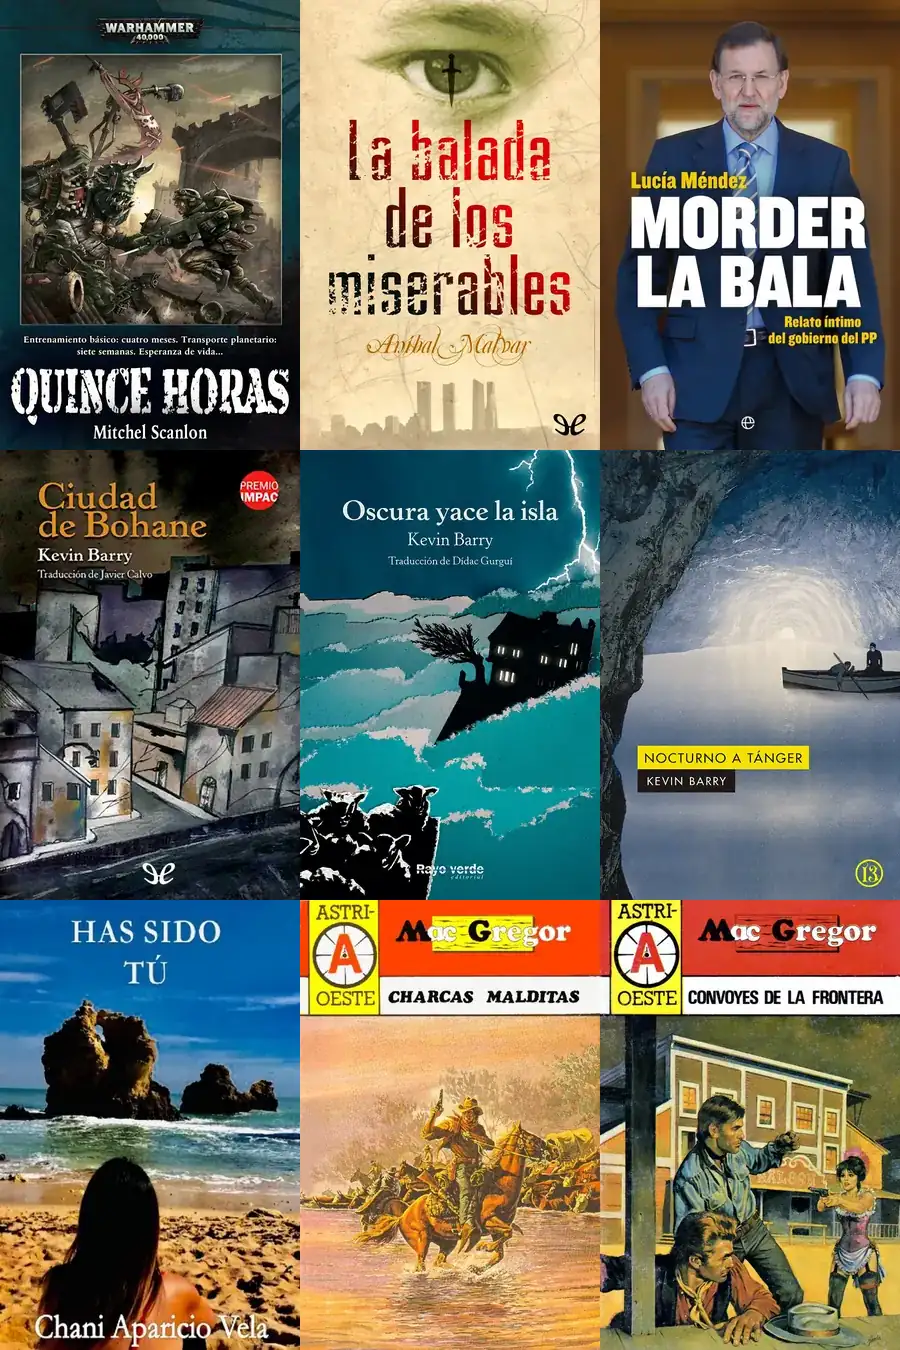 WARHAMMER
40,000
Entrenamiento básico: cuatro meses. Transporte planetario:
siete semanas. Esperanza de vida...
QUINCE HORAS
Mitchel Scanlon
La balada
de los
miserables
Aníbal Malvar
Lucía Méndez
MORDER
LA BALA
Relato íntimo
del gobierno del PP
Ciudad
de Bohane
PREMIO
IMPAC
Kevin Barry
Traducción de Javier Calvo
Oscura yace la isla
Kevin Barry
Traducción de Dídac Gurguí
Rayo verde
editorial
NOCTURNO A TÁNGER
KEVIN BARRY
13
HAS SIDO
TÚ
Chani Aparicio Vela
ASTRI-
A
OESTE
Mac Gregor
CHARCAS MALDITAS
ASTRI-
A
OESTE
Mac Gregor
CONVOYES DE LA FRONTERA
SALOON